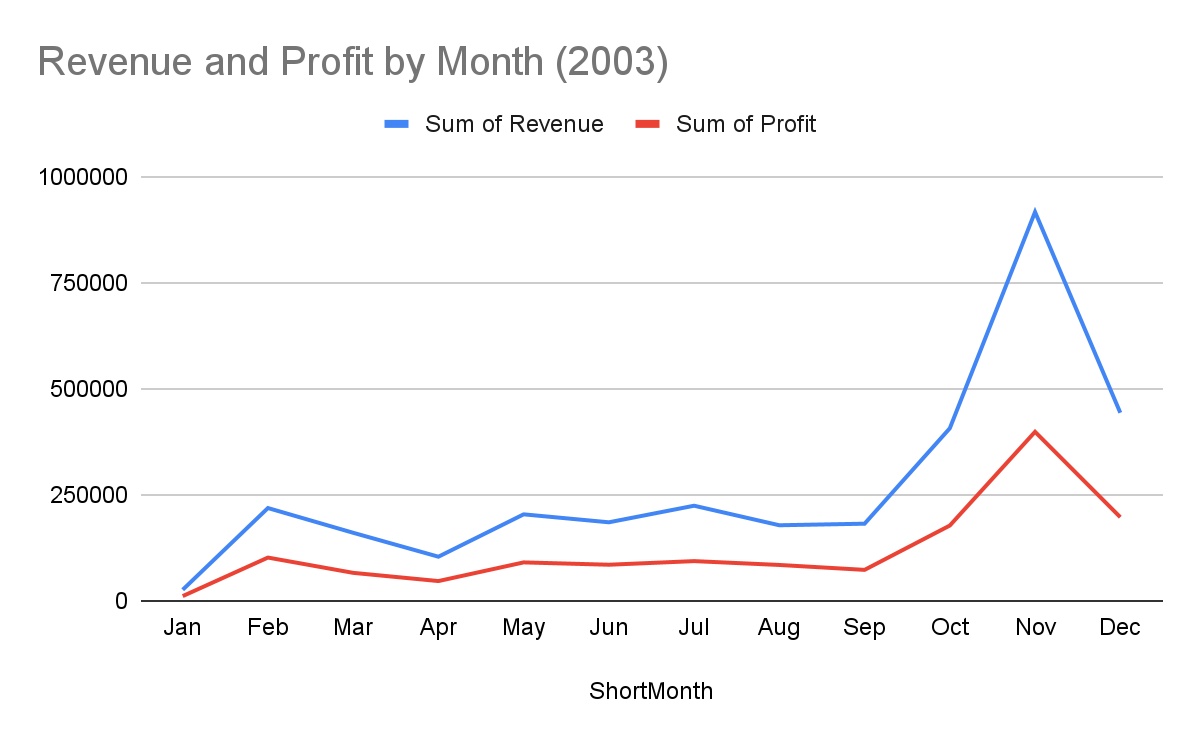 Revenue and Profit by Month (2003)
Sum of Revenue Sum of Profit
1000000
750000
500000
250000
0
Jan Feb Mar Apr May Jun Jul Aug Sep Oct Nov Dec
ShortMonth